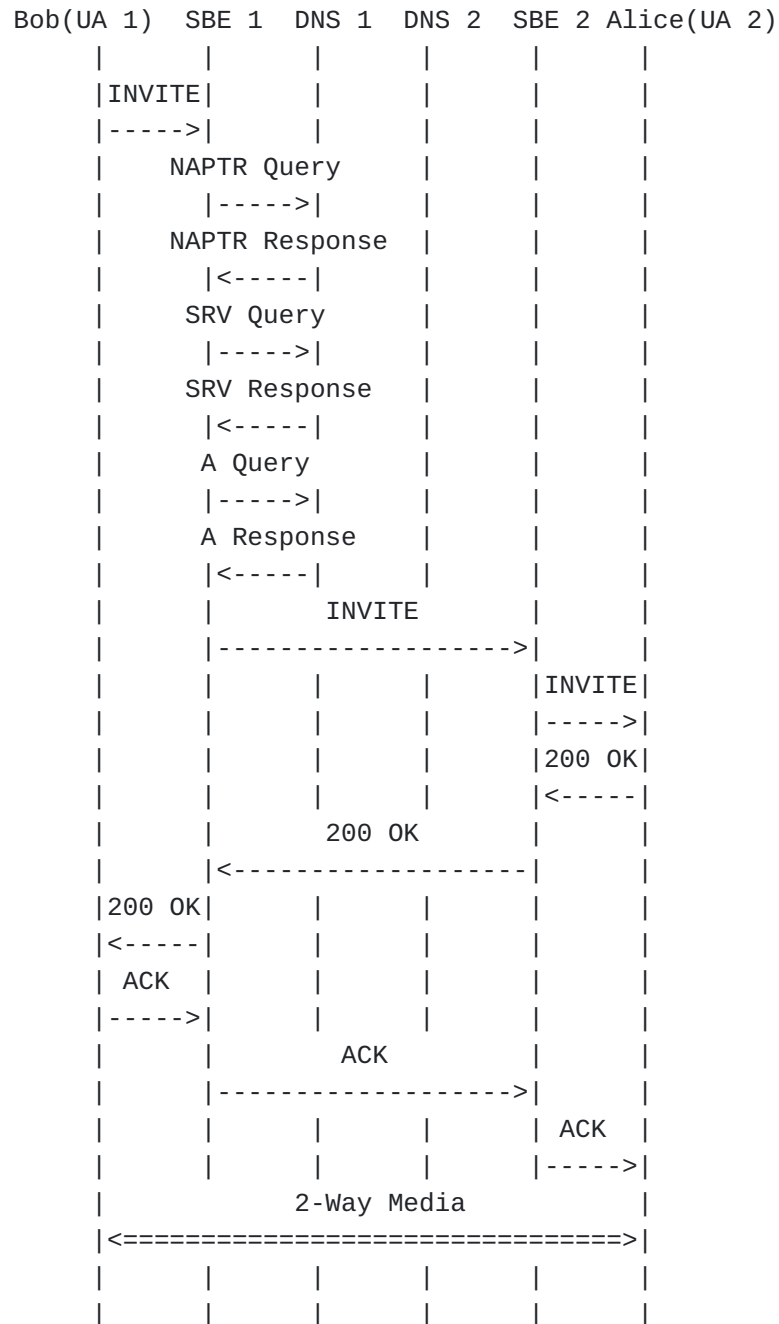 Bob(UA 1)  SBE 1  DNS 1  DNS 2  SBE 2 Alice(UA 2)
INVITE
NAPTR Query
NAPTR Response
SRV Query
SRV Response
A Query
A Response
INVITE
INVITE
200 OK
200 OK
200 OK
ACK
ACK
ACK
2-Way Media